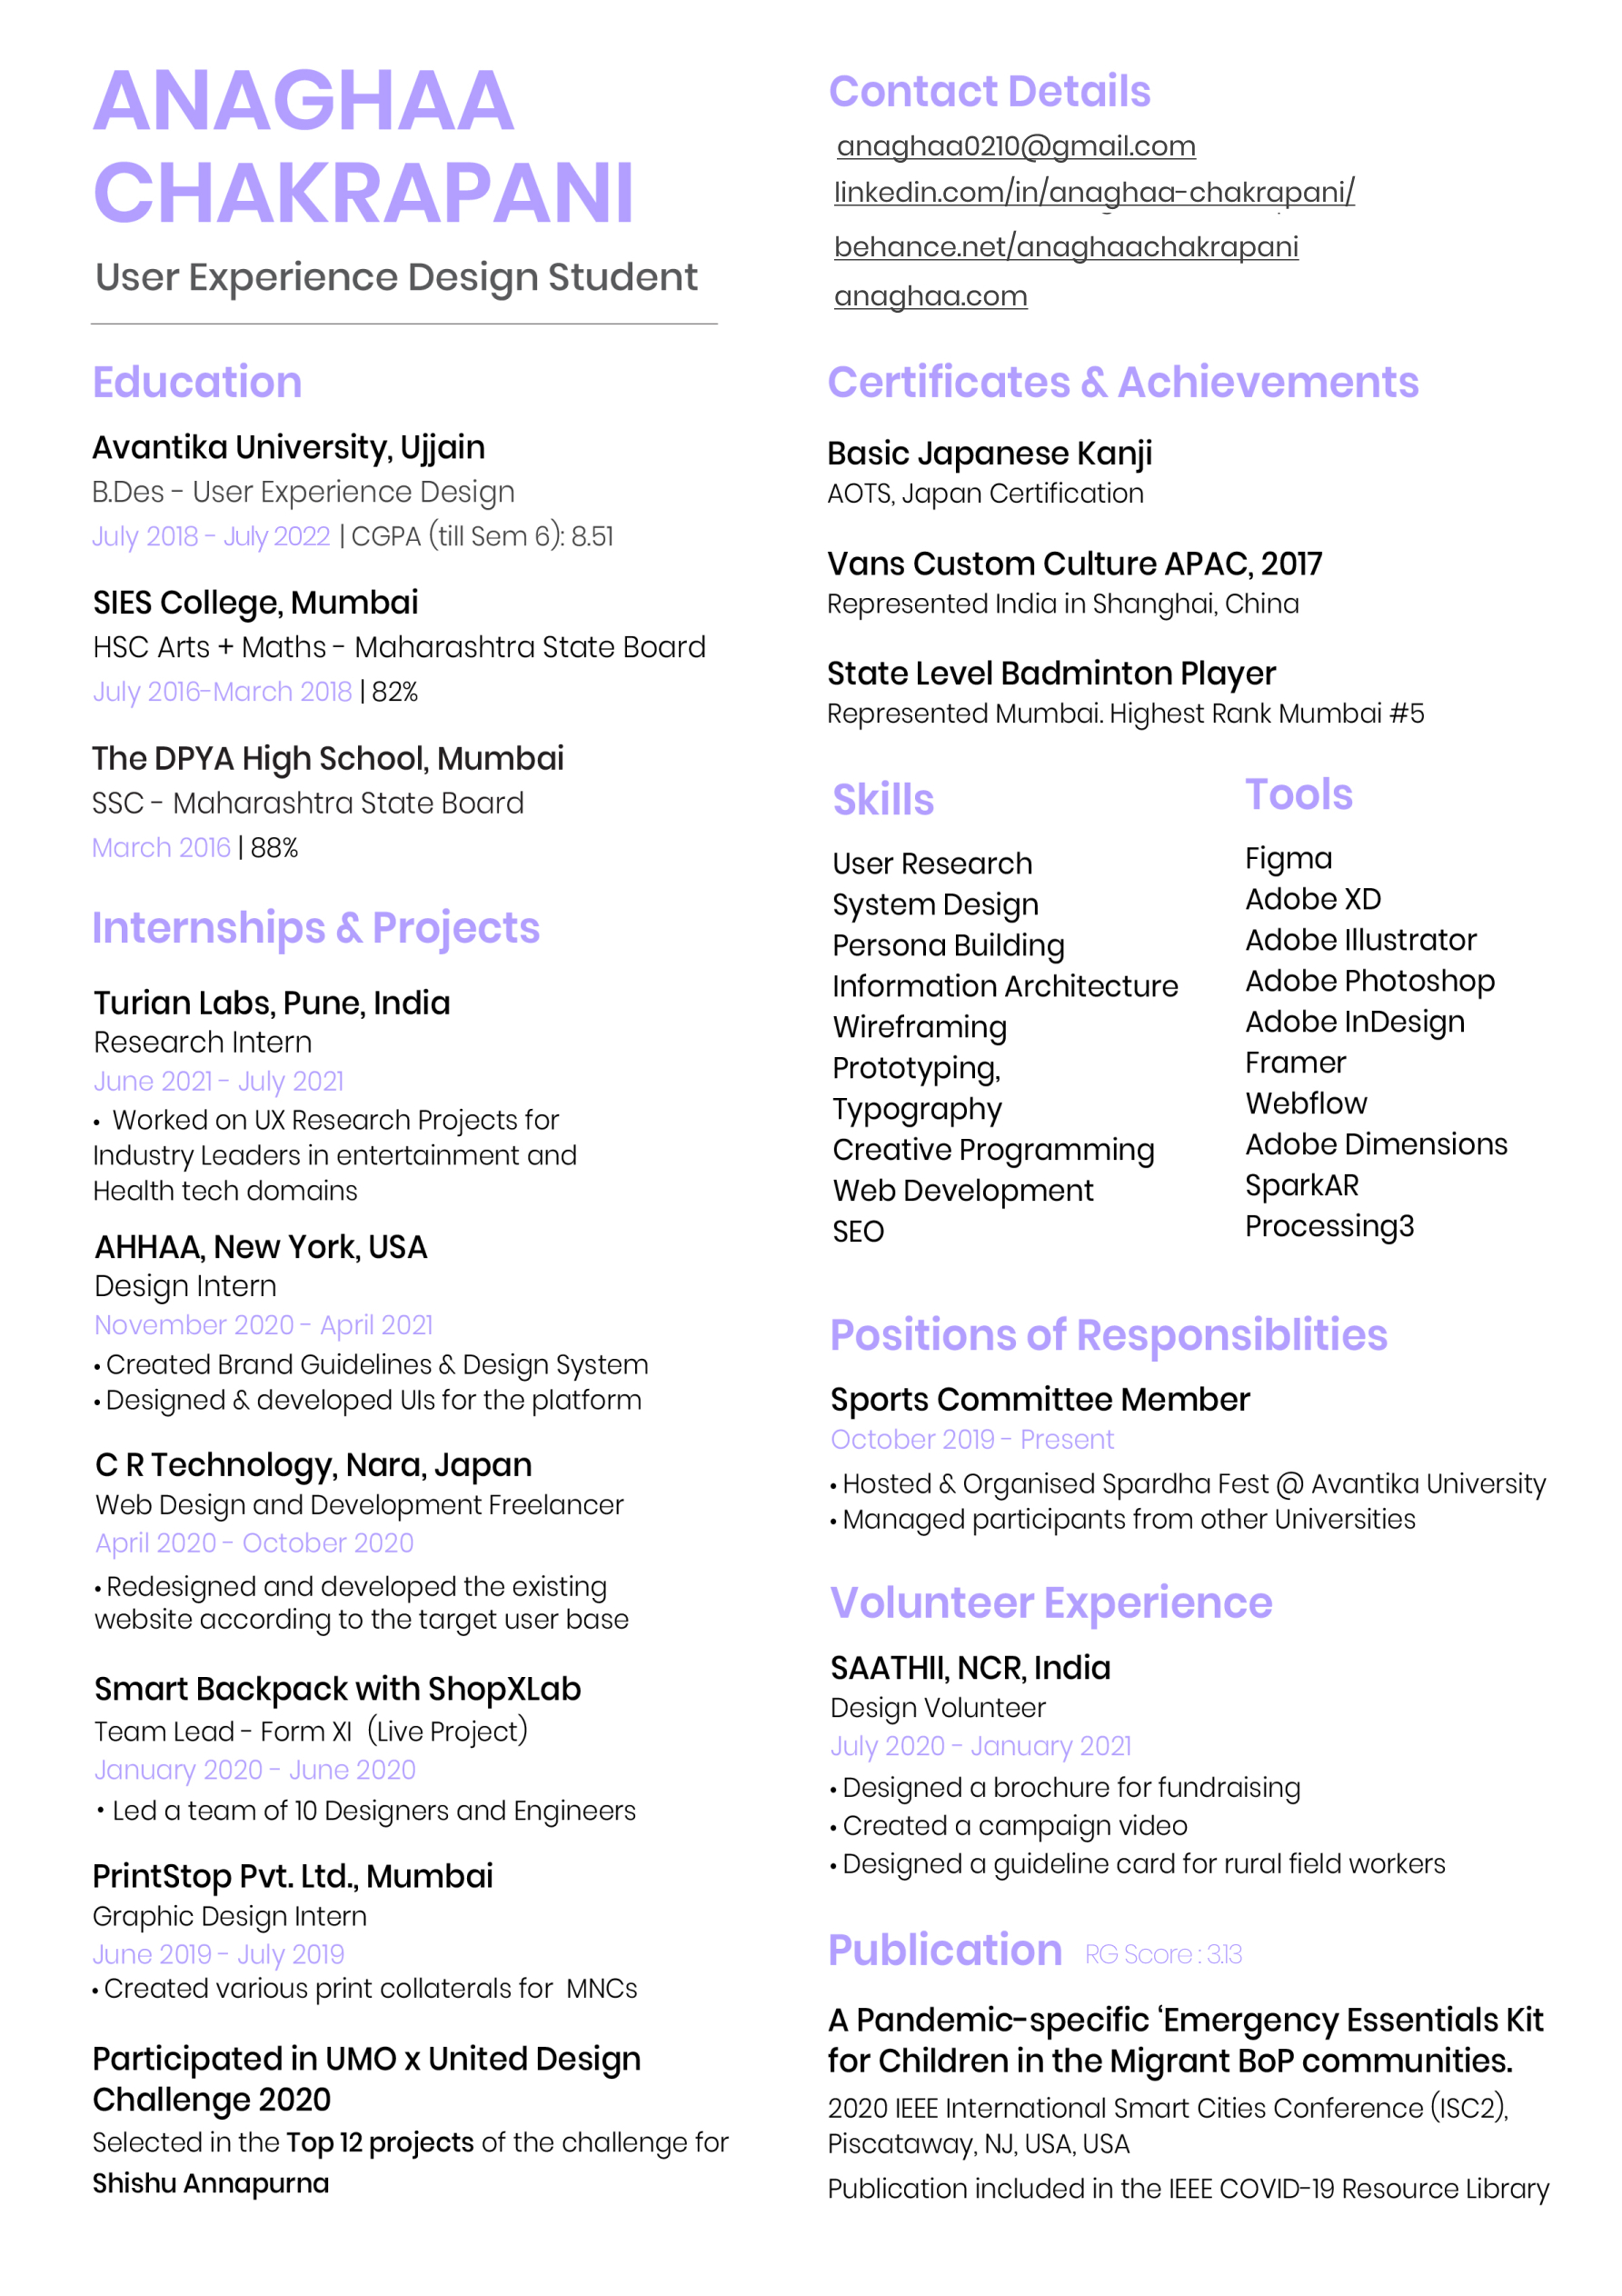 ANAGHAA
CHAKRAPANI
User Experience Design Student
Education
Avantika University, Ujjain
B.Des - User Experience Design
July 2018 - July 2022 | CGPA (till Sem 6): 8.51
SIES College, Mumbai
HSC Arts + Maths - Maharashtra State Board
July 2016-March 2018 | 82%
The DPYA High School, Mumbai
SSC - Maharashtra State Board
March 2016 | 88%
Internships & Projects
Turian Labs, Pune, India
Research Intern
June 2021 - July 2021
• Worked on UX Research Projects for
Industry Leaders in entertainment and
Health tech domains
AHHAA, New York, USA
Design Intern
November 2020 - April 2021
• Created Brand Guidelines & Design System
• Designed & developed UIs for the platform
C R Technology, Nara, Japan
Web Design and Development Freelancer
April 2020 - October 2020
• Redesigned and developed the existing
website according to the target user base
Smart Backpack with ShopXLab
Team Lead - Form XI (Live Project)
January 2020 - June 2020
• Led a team of 10 Designers and Engineers
PrintStop Pvt. Ltd., Mumbai
Graphic Design Intern
June 2019 - July 2019
• Created various print collaterals for MNCs
Participated in UMO x United Design
Challenge 2020
Selected in the Top 12 projects of the challenge for
Shishu Annapurna
Contact Details
anaghaa0210@gmail.com
linkedin.com/in/anaghaa-chakrapani/
behance.net/anaghaachakrapani
anaghaa.com
Certificates & Achievements
Basic Japanese Kanji
AOTS, Japan Certification
Vans Custom Culture APAC, 2017
Represented India in Shanghai, China
State Level Badminton Player
Represented Mumbai. Highest Rank Mumbai #5
Skills
User Research
System Design
Persona Building
Information Architecture
Wireframing
Prototyping,
Typography
Creative Programming
Web Development
SEO
Tools
Figma
Adobe XD
Adobe Illustrator
Adobe Photoshop
Adobe InDesign
Framer
Webflow
Adobe Dimensions
SparkAR
Processing3
Positions of Responsiblities
Sports Committee Member
October 2019 - Present
• Hosted & Organised Spardha Fest @ Avantika University
• Managed participants from other Universities
Volunteer Experience
SAATHII, NCR, India
Design Volunteer
July 2020 - January 2021
• Designed a brochure for fundraising
• Created a campaign video
• Designed a guideline card for rural field workers
Publication RG Score : 3.13
A Pandemic-specific ‘Emergency Essentials Kit
for Children in the Migrant BoP communities.
2020 IEEE International Smart Cities Conference (ISC2),
Piscataway, NJ, USA, USA
Publication included in the IEEE COVID-19 Resource Library